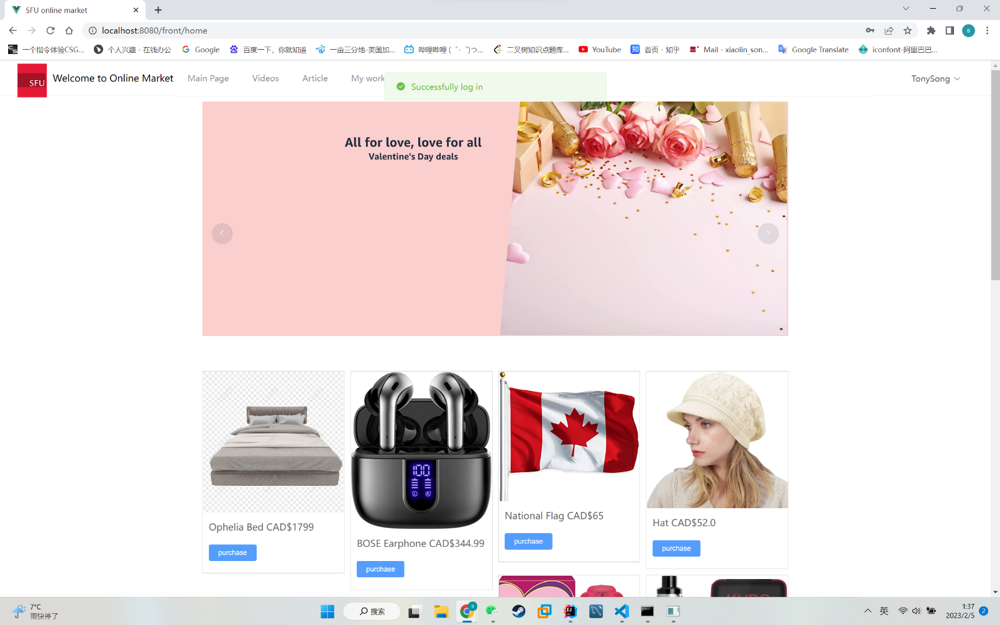 SFU online market
localhost:8080/front/home
一个指令体验CSG...
个人兴趣 - 在线办公
Google
百度一下，你就知道
一亩三分地-美国加...
哔哩哔哩 (゜-゜)つ...
二叉树知识点题库...
YouTube
首页 - 知乎
Mail - xiaolin_son...
Google Translate
iconfont-阿里巴巴...
SFU
Welcome to Online Market
Main Page
Videos
Article
My work
Successfully log in
TonySong
All for love, love for all
Valentine's Day deals
100
L R
Ophelia Bed CAD$1799
purchase
BOSE Earphone CAD$344.99
purchase
National Flag CAD$65
purchase
Hat CAD$52.0
purchase
7°C
雨快停了
搜索
英
1:37
2023/2/5
2